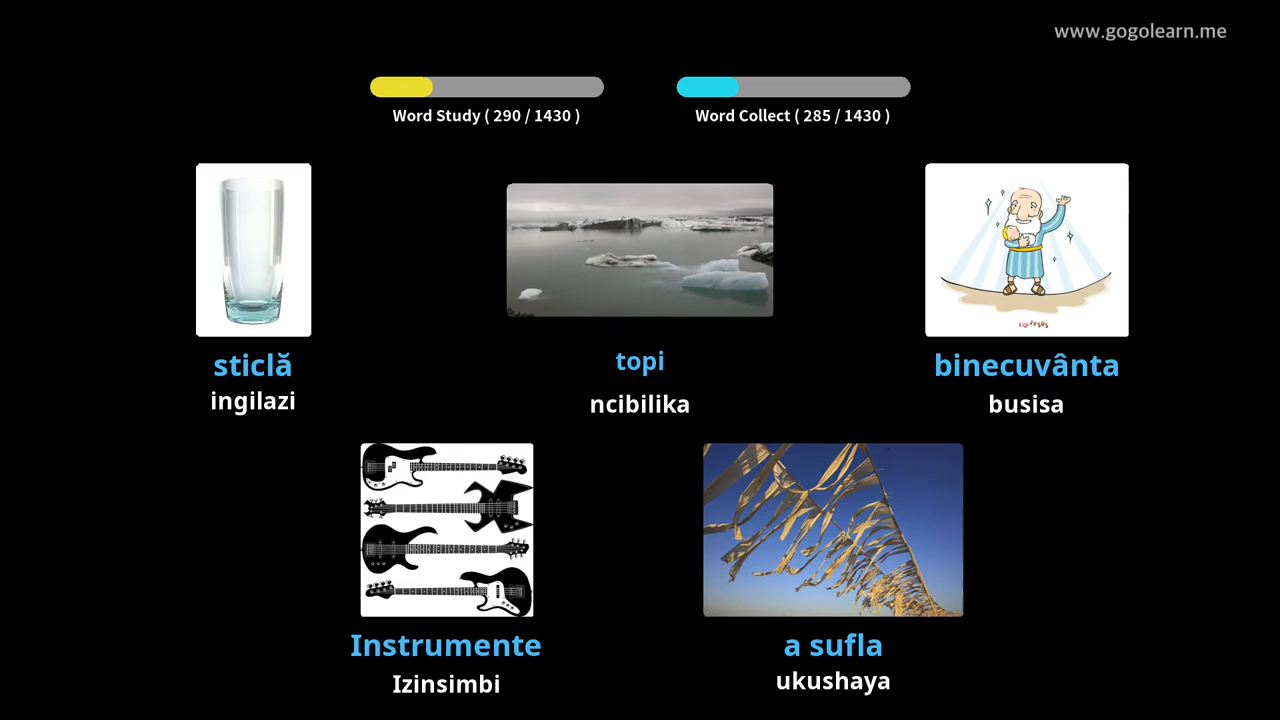 www.gogolearn.me
Word Study ( 290 / 1430 )
Word Collect ( 285 / 1430 )
sticlă
ingilazi
topi
ncibilika
I JESUS
binecuvânta
busisa
Instrumente
Izinsimbi
a sufla
ukushaya